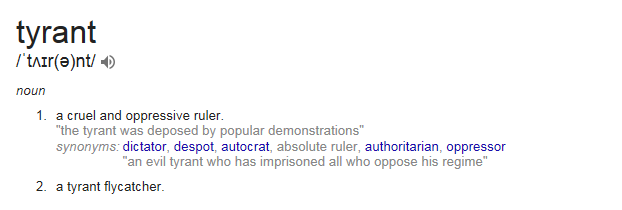 tyrant
/ˈtʌɪr(ə)nt/
noun
1. a cruel and oppressive ruler.
"the tyrant was deposed by popular demonstrations"
synonyms: dictator, despot, autocrat, absolute ruler, authoritarian, oppressor
"an evil tyrant who has imprisoned all who oppose his regime"
2. a tyrant flycatcher.